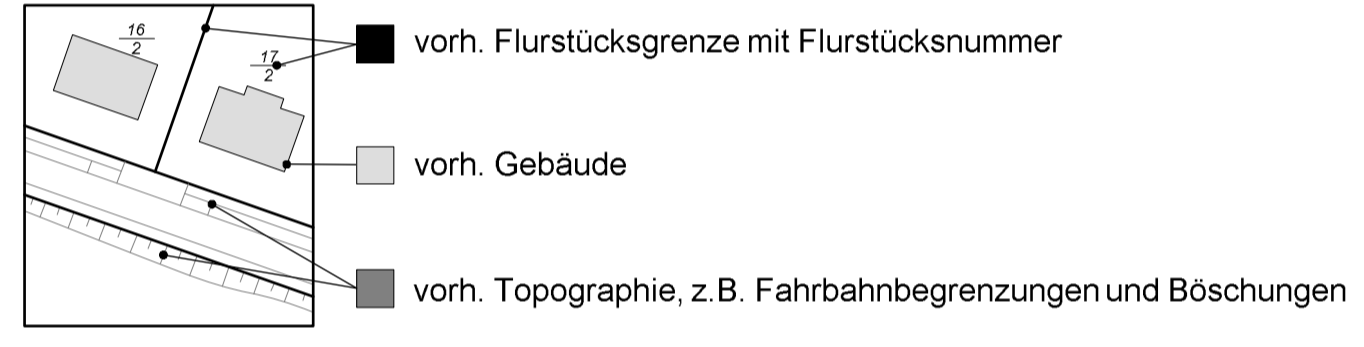 16
2
17
2
vorh. Flurstücksgrenze mit Flurstücksnummer
vorh. Gebäude
vorh. Topographie, z.B. Fahrbahnbegrenzungen und Böschungen